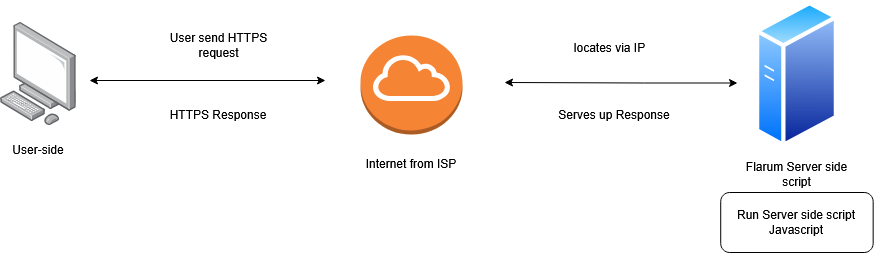 User send HTTPS
request
HTTPS Response
User-side
Internet from ISP
locates via IP
Serves up Response
Flarum Server side
script
Run Server side script
Javascript